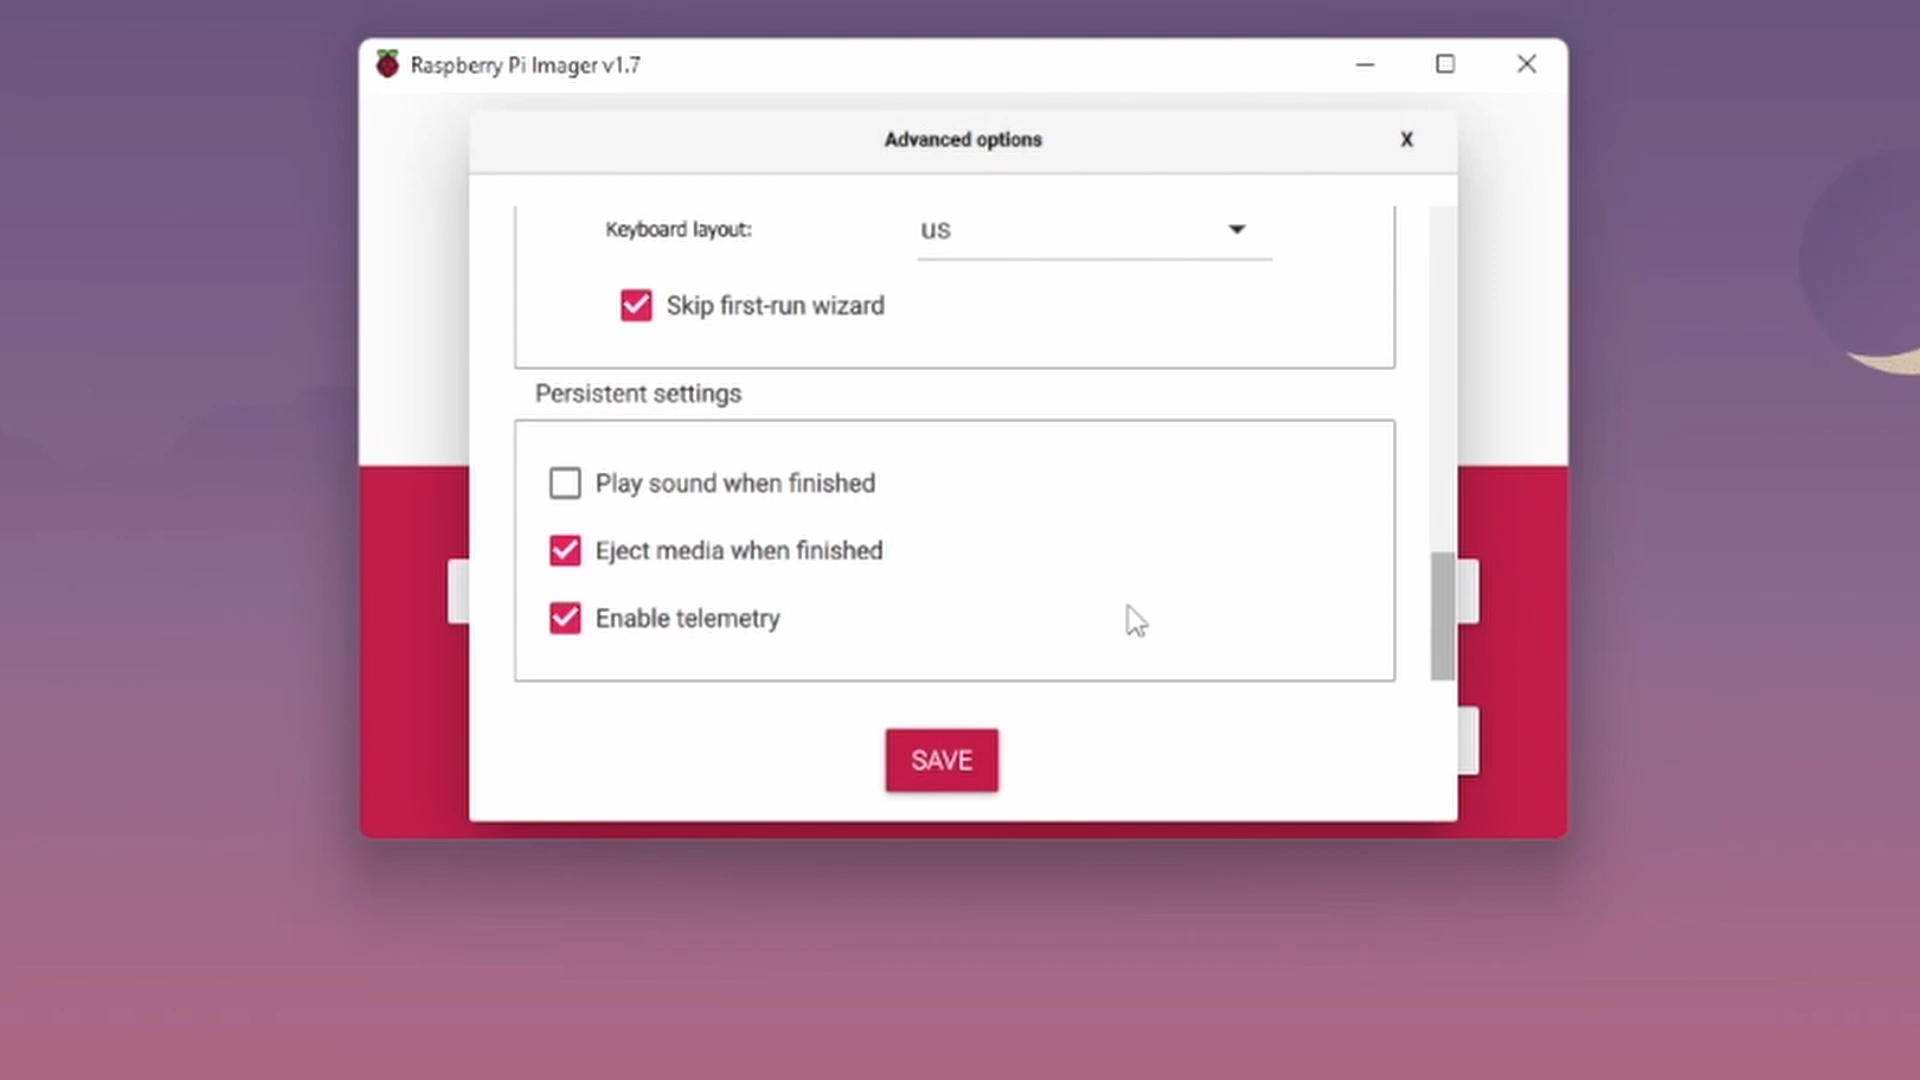 Raspberry Pi Imager v1.7
Advanced options
X
Keyboard layout:
us
Skip first-run wizard
Persistent settings
Play sound when finished
Eject media when finished
Enable telemetry
SAVE